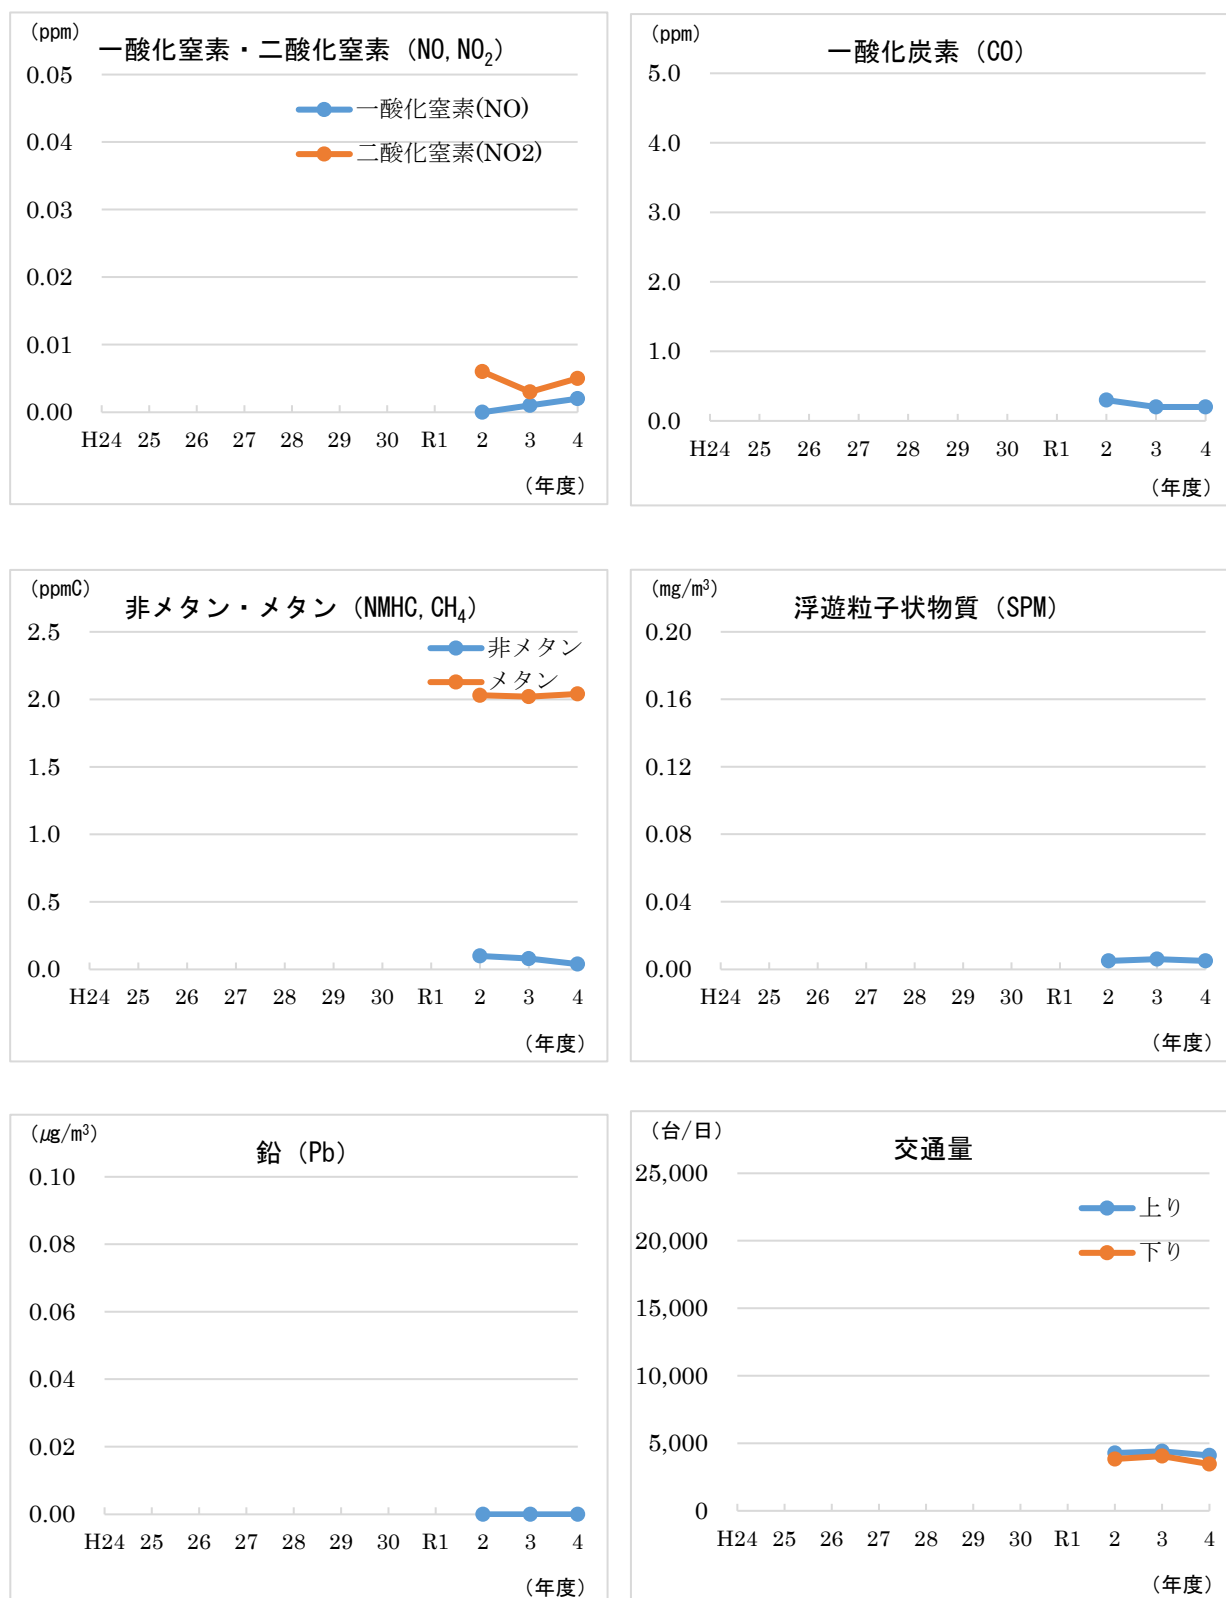 (ppm)
一酸化窒素・二酸化窒素（NO,NO2）
0.05
一酸化窒素(NO)
0.04
二酸化窒素(NO2)
0.03
0.02
0.01
0.00
H24 25 26 27 28 29 30 R1 2 3 4
（年度）
(ppm)
一酸化炭素（CO）
5.0
4.0
3.0
2.0
1.0
0.0
H24 25 26 27 28 29 30 R1 2 3 4
（年度）
(ppmC)
非メタン・メタン（NMHC,CH4）
2.5
非メタン
メタン
2.0
1.5
1.0
0.5
0.0
H24 25 26 27 28 29 30 R1 2 3 4
（年度）
(mg/m3)
浮遊粒子状物質（SPM）
0.20
0.16
0.12
0.08
0.04
0.00
H24 25 26 27 28 29 30 R1 2 3 4
（年度）
(μg/m3)
鉛（Pb）
0.10
0.08
0.06
0.04
0.02
0.00
H24 25 26 27 28 29 30 R1 2 3 4
（年度）
（台/日）
交通量
25,000
上り
20,000
下り
15,000
10,000
5,000
0
H24 25 26 27 28 29 30 R1 2 3 4
（年度）